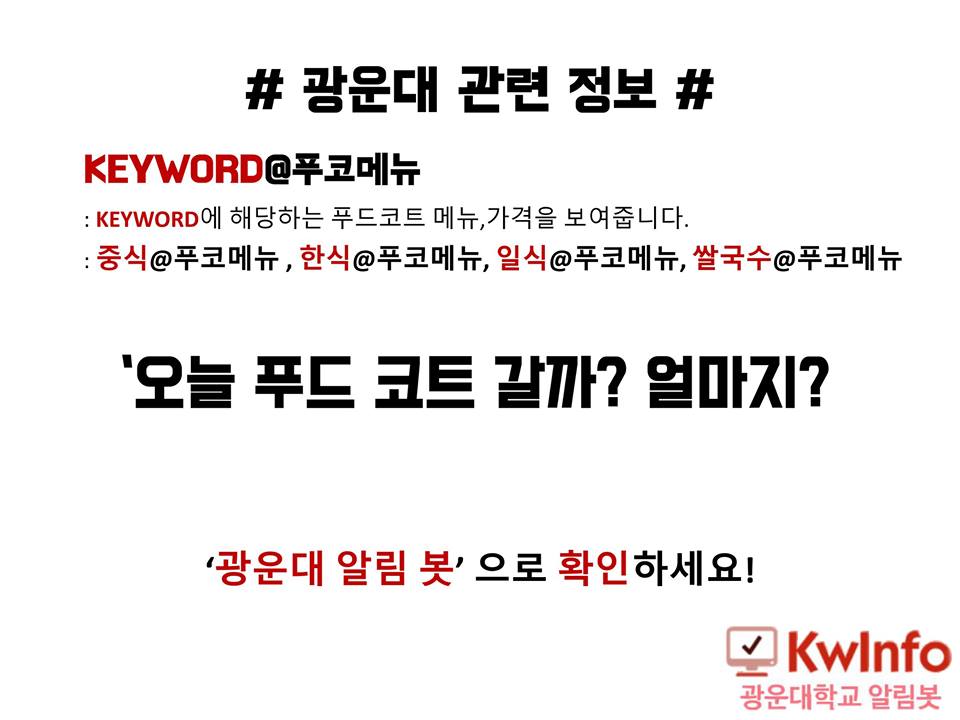 # 광운대 관련 정보 #
KEYWORD@푸코메뉴
: KEYWORD에 해당하는 푸드코트 메뉴,가격을 보여줍니다.
: 중식@푸코메뉴 , 한식@푸코메뉴, 일식@푸코메뉴, 쌀국수@푸코메뉴
‘오늘 푸드 코트 갈까? 얼마지?
‘광운대 알림 봇’ 으로 확인하세요!
KwInfo
광운대학교 알림봇